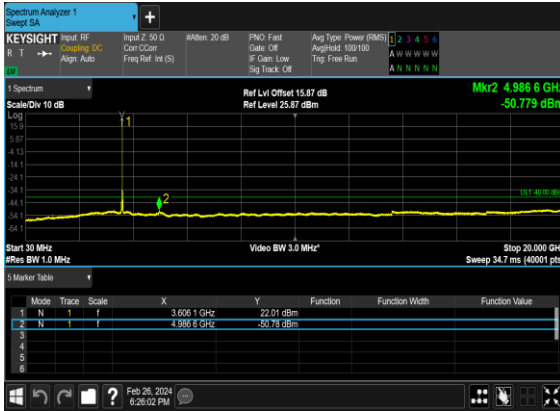 Spectrum Analyzer 1
Swept SA
+
KEYSIGHT Input: RF Input Z: 50 Ω #Atten: 20 dB PNO: Fast Avg Type: Power (RMS) 1 2 3 4 5 6
R T Coupling: DC Corr CCorr Gate: Off Avg|Hold: 100/100 A W W W W W
Align: Auto Freq Ref: Int (S) IF Gain: Low Trig: Free Run
Sig Track: Off A N N N N N
1 Spectrum Ref Lvl Offset 15.87 dB Mkr2 4.986 6 GHz
Scale/Div 10 dB Ref Level 25.87 dBm -50.779 dBm
Log
15.9
5.87
-4.13
-14.1
-24.1
-34.1
-44.1
-54.1
-64.1
1
2
DL1 -40.00 dBm
Start 30 MHz Video BW 3.0 MHz* Stop 20.000 GHz
#Res BW 1.0 MHz Sweep 34.7 ms (40001 pts)
5 Marker Table
Mode Trace Scale X Y Function Function Width Function Value
1 N 1 f 3.606 1 GHz 22.01 dBm
2 N 1 f 4.986 6 GHz -50.78 dBm
3
4
5
6
? Feb 26, 2024
6:26:02 PM